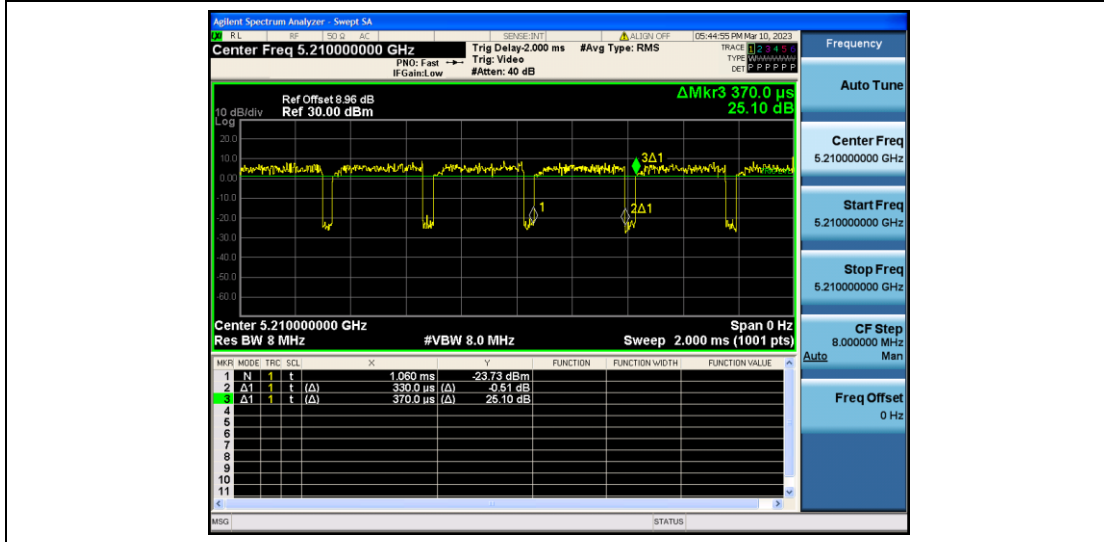 Agilent Spectrum Analyzer - Swept SA
RL RF 50 Ω AC SENSE:INT ALIGN OFF 05:44:55 PM Mar 10, 2023
Center Freq 5.210000000 GHz
PNO: Fast
IFGain:Low
Trig Delay-2.000 ms #Avg Type: RMS
Trig: Video
#Atten: 40 dB
TRACE 1 2 3 4 5 6
TYPE
DET P P P P P P
Frequency
Auto Tune
ΔMkr3 370.0 µs
25.10 dB
Ref Offset 8.96 dB
10 dB/div Ref 30.00 dBm
Log
20.0
10.0
0.00
-10.0
-20.0
-30.0
-40.0
-50.0
-60.0
3Δ1
1
2Δ1
Center Freq
5.210000000 GHz
Start Freq
5.210000000 GHz
Stop Freq
5.210000000 GHz
CF Step
8.000000 MHz
Auto Man
Freq Offset
0 Hz
Center 5.210000000 GHz Span 0 Hz
Res BW 8 MHz #VBW 8.0 MHz Sweep 2.000 ms (1001 pts)
MKR MODE TRC SCL X Y FUNCTION FUNCTION WIDTH FUNCTION VALUE
1 N 1 t 1.060 ms -23.73 dBm
2 Δ1 1 t (Δ) 330.0 µs (Δ) -0.51 dB
3 Δ1 1 t (Δ) 370.0 µs (Δ) 25.10 dB
4
5
6
7
8
9
10
11
MSG STATUS